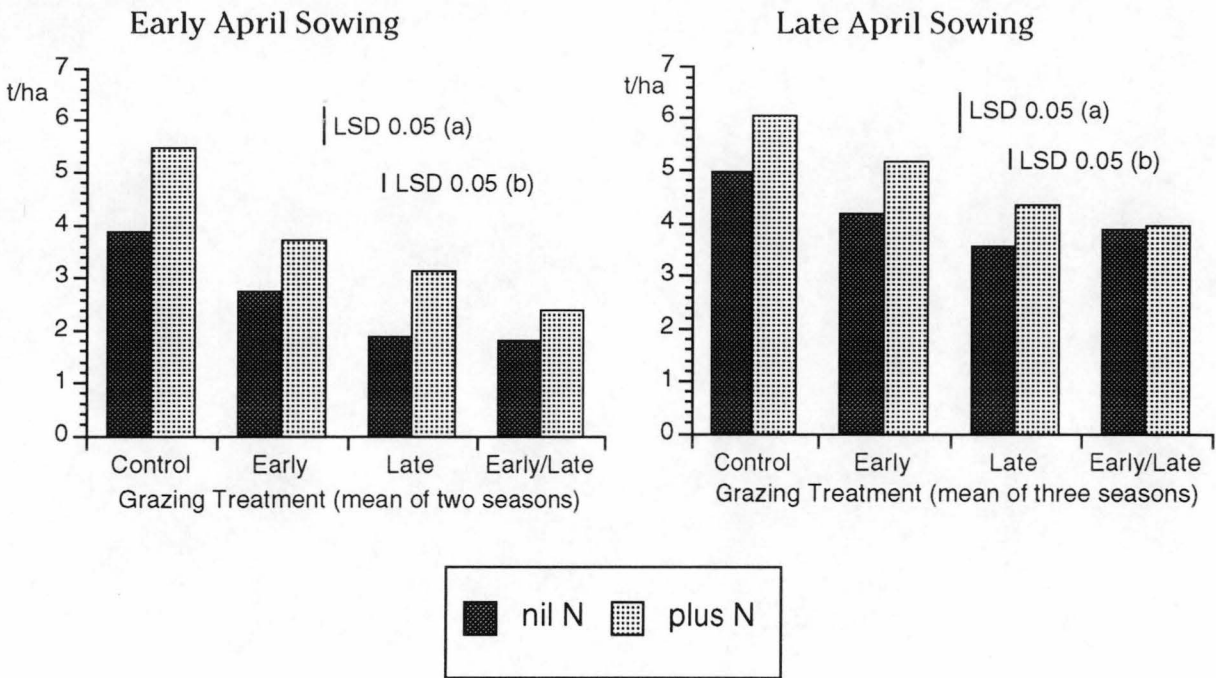 Early April Sowing
t/ha
7
6
5
4
3
2
1
0
LSD 0.05 (a)
LSD 0.05 (b)
Control Early Late Early/Late
Grazing Treatment (mean of two seasons)
Late April Sowing
t/ha
7
6
5
4
3
2
1
0
LSD 0.05 (a)
LSD 0.05 (b)
Control Early Late Early/Late
Grazing Treatment (mean of three seasons)
nil N plus N